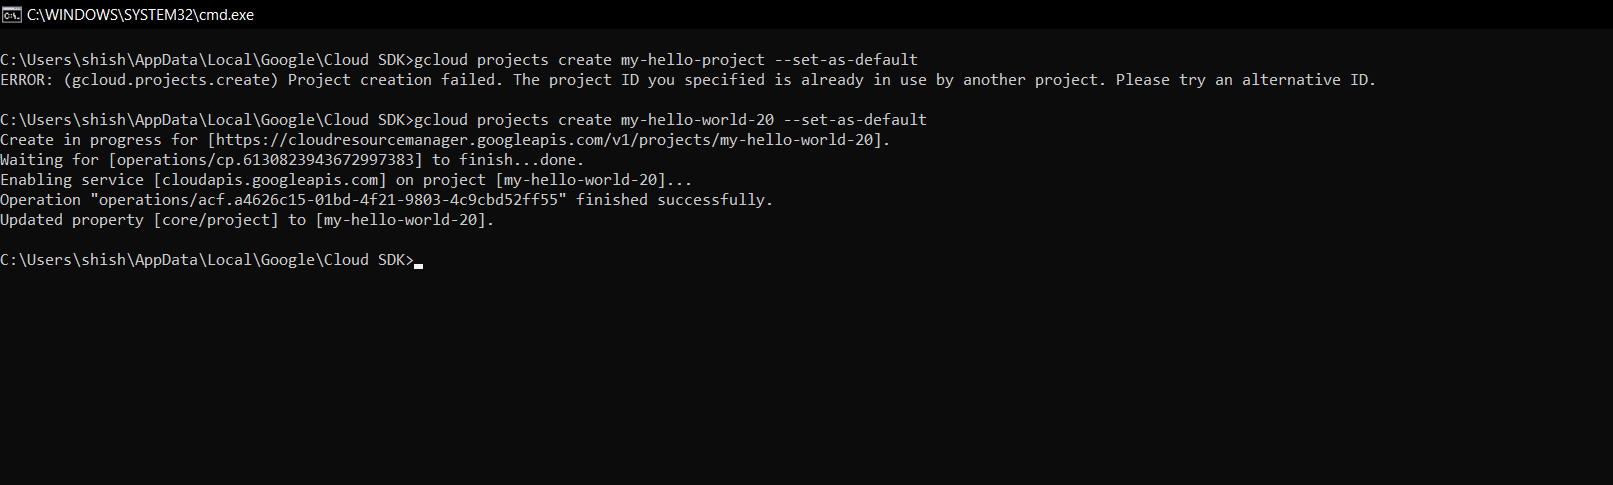 C:\WINDOWS\SYSTEM32\cmd.exe
C:\Users\shish\AppData\Local\Google\Cloud SDK>gcloud projects create my-hello-project --set-as-default
ERROR: (gcloud.projects.create) Project creation failed. The project ID you specified is already in use by another project. Please try an alternative ID.
C:\Users\shish\AppData\Local\Google\Cloud SDK>gcloud projects create my-hello-world-20 --set-as-default
Create in progress for [https://cloudresourcemanager.googleapis.com/v1/projects/my-hello-world-20].
Waiting for [operations/cp.6130823943672997383] to finish...done.
Enabling service [cloudapis.googleapis.com] on project [my-hello-world-20]...
Operation "operations/acf.a4626c15-01bd-4f21-9803-4c9cbd52ff55" finished successfully.
Updated property [core/project] to [my-hello-world-20].
C:\Users\shish\AppData\Local\Google\Cloud SDK>